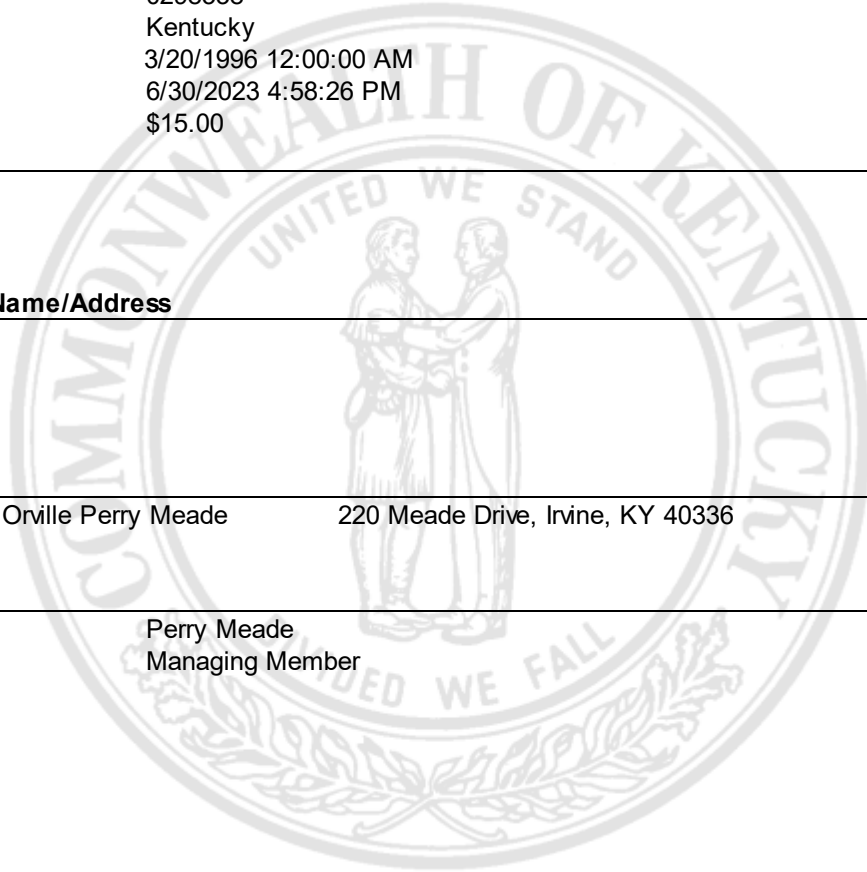 Kentucky
3/20/1996 12:00:00 AM
6/30/2023 4:58:26 PM
$15.00
COMMONWEALTH OF KENTUCKY
UNITED WE STAND
Name/Address
Orville Perry Meade 220 Meade Drive, Irvine, KY 40336
Perry Meade
Managing Member
DIVIDED WE FALL